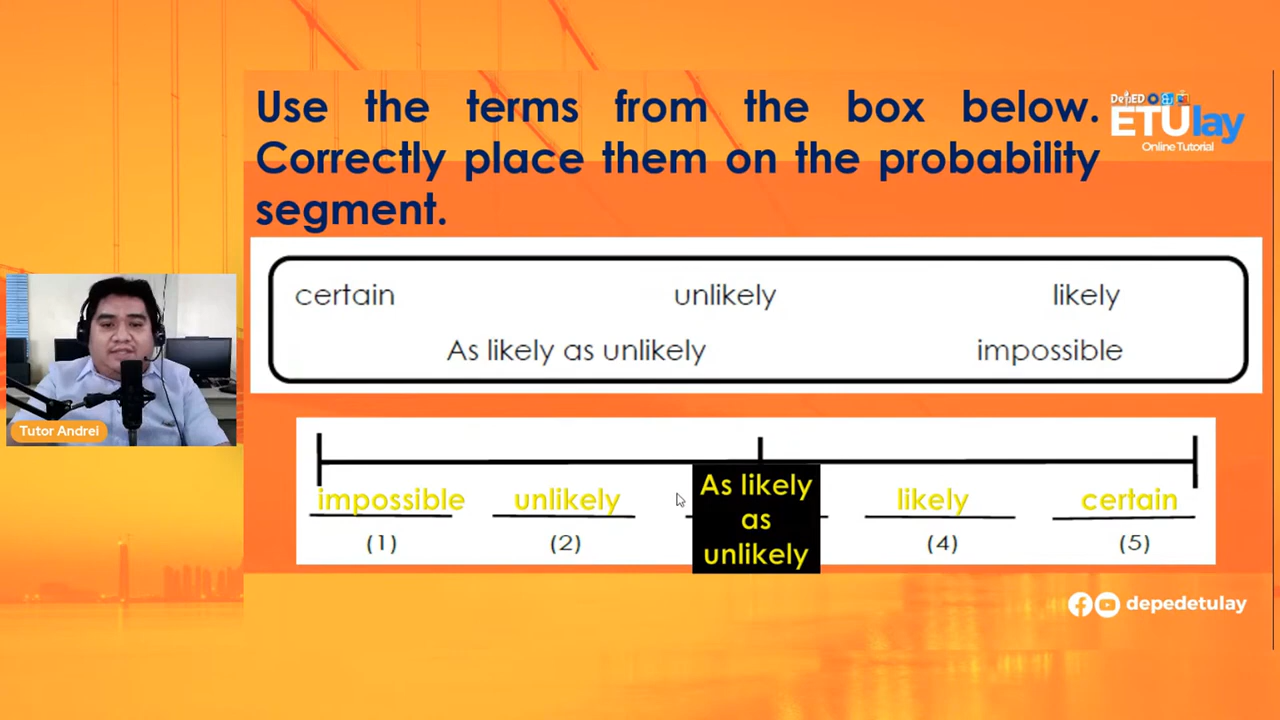 Use the terms from the box below.
Correctly place them on the probability
segment.
DepED
ETUlay
Online Tutorial
certain unlikely likely
As likely as unlikely impossible
Tutor Andrei
impossible unlikely As likely as unlikely likely certain
(1) (2) (4) (5)
depedetulay